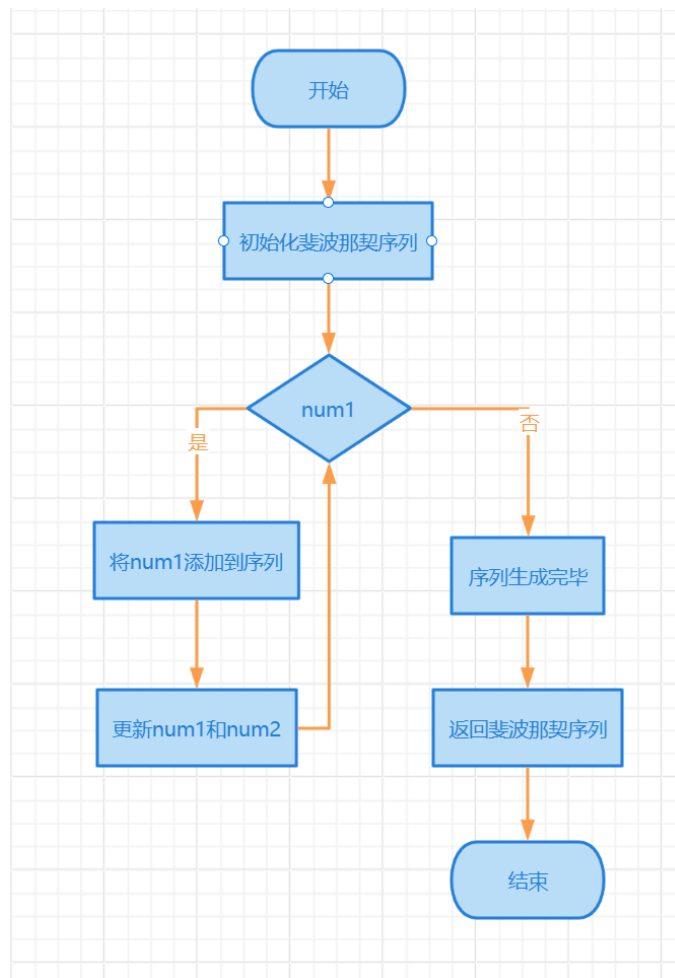 开始
初始化斐波那契序列
num1
是
否
将num1添加到序列
序列生成完毕
更新num1和num2
返回斐波那契序列
结束